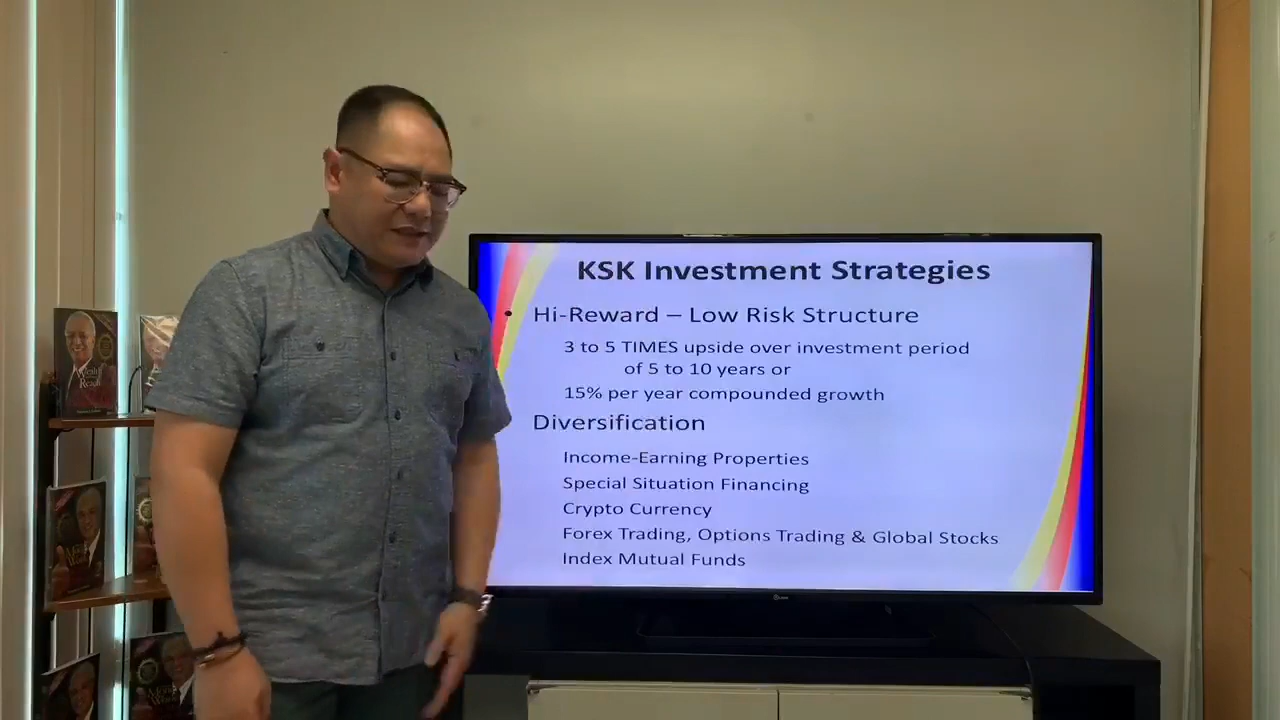 KSK Investment Strategies
• Hi-Reward – Low Risk Structure
3 to 5 TIMES upside over investment period
of 5 to 10 years or
15% per year compounded growth
Diversification
Income-Earning Properties
Special Situation Financing
Crypto Currency
Forex Trading, Options Trading & Global Stocks
Index Mutual Funds